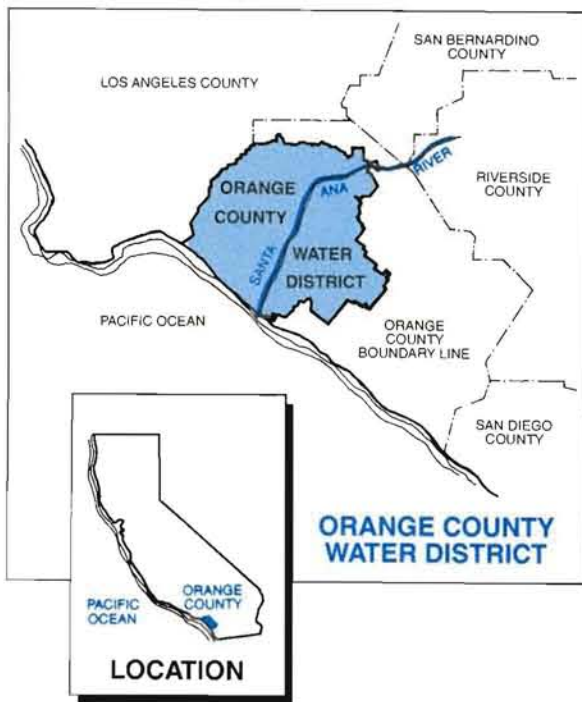 SAN BERNARDINO
COUNTY
LOS ANGELES COUNTY
RIVERSIDE
COUNTY
ORANGE
COUNTY
SANTA
ANA
RIVER
WATER
DISTRICT
PACIFIC OCEAN
ORANGE
COUNTY
BOUNDARY LINE
SAN DIEGO
COUNTY
ORANGE COUNTY
WATER DISTRICT
PACIFIC
OCEAN
ORANGE
COUNTY
LOCATION